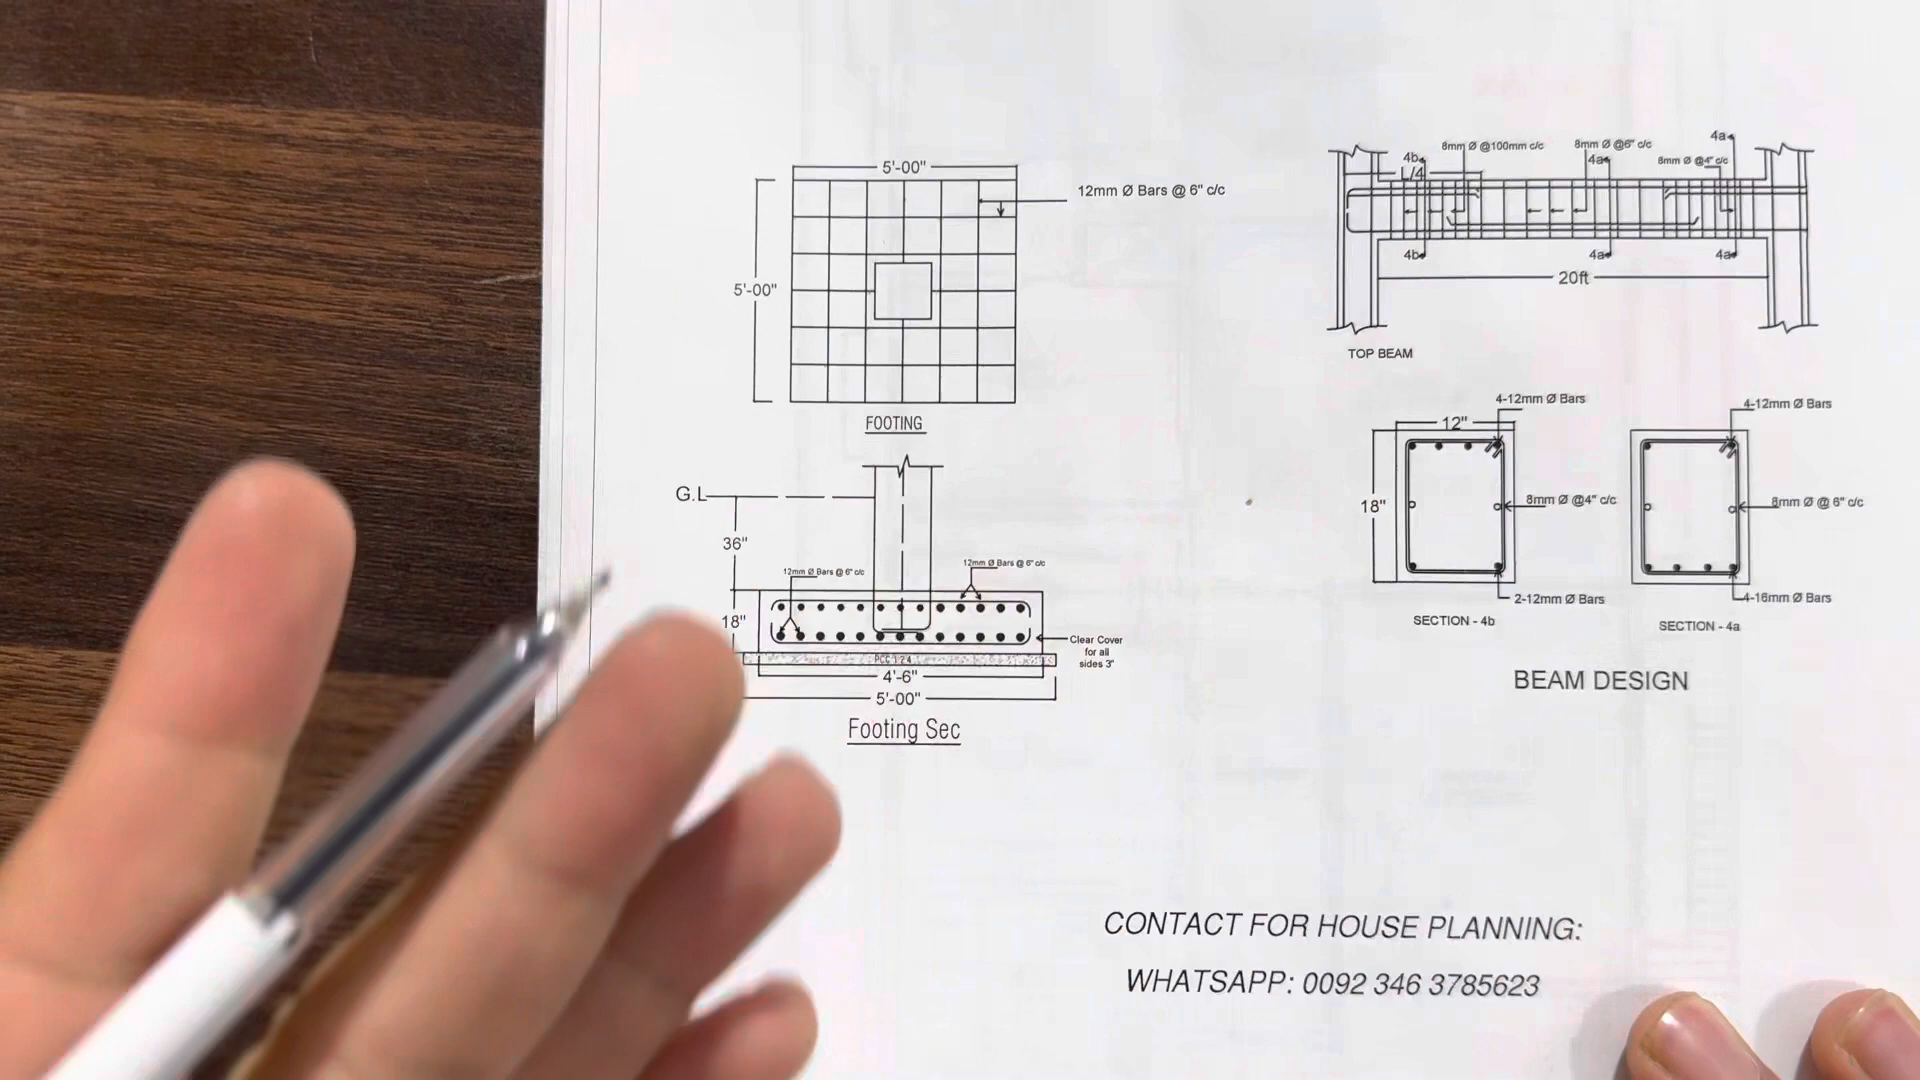 5'-00"
12mm Ø Bars @ 6" c/c
5'-00"
FOOTING
G.L
36"
12mm Ø Bars @ 6" c/c
12mm Ø Bars @ 6" c/c
18"
Clear Cover
for all
sides 3"
PCC 1:2:4
4'-6"
5'-00"
Footing Sec
8mm Ø @100mm c/c
8mm Ø @6" c/c
4a
4b
4a
8mm Ø @4" c/c
L/4
4b
4a
4a
20ft
TOP BEAM
4-12mm Ø Bars
12"
18"
8mm Ø @4" c/c
2-12mm Ø Bars
SECTION - 4b
4-12mm Ø Bars
8mm Ø @ 6" c/c
4-16mm Ø Bars
SECTION - 4a
BEAM DESIGN
CONTACT FOR HOUSE PLANNING:
WHATSAPP: 0092 346 3785623